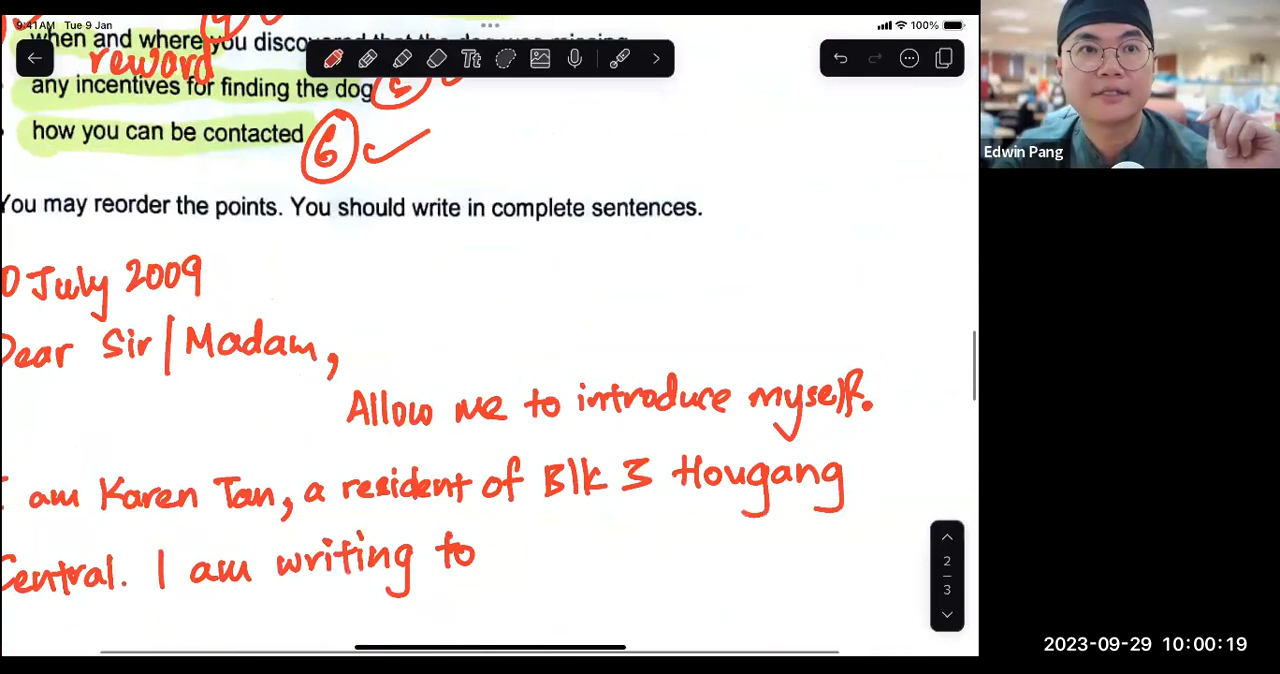 9:41AM Tue 9 Jan
100%
when and where you discovered that the dog was missing
reward
any incentives for finding the dog 5
how you can be contacted 6
You may reorder the points. You should write in complete sentences.
0 July 2009
Dear Sir/Madam,
Allow me to introduce myself.
I am Karen Tan, a resident of Blk 3 Hougang
Central. I am writing to
Tt
2
3
Edwin Pang
2023-09-29 10:00:19